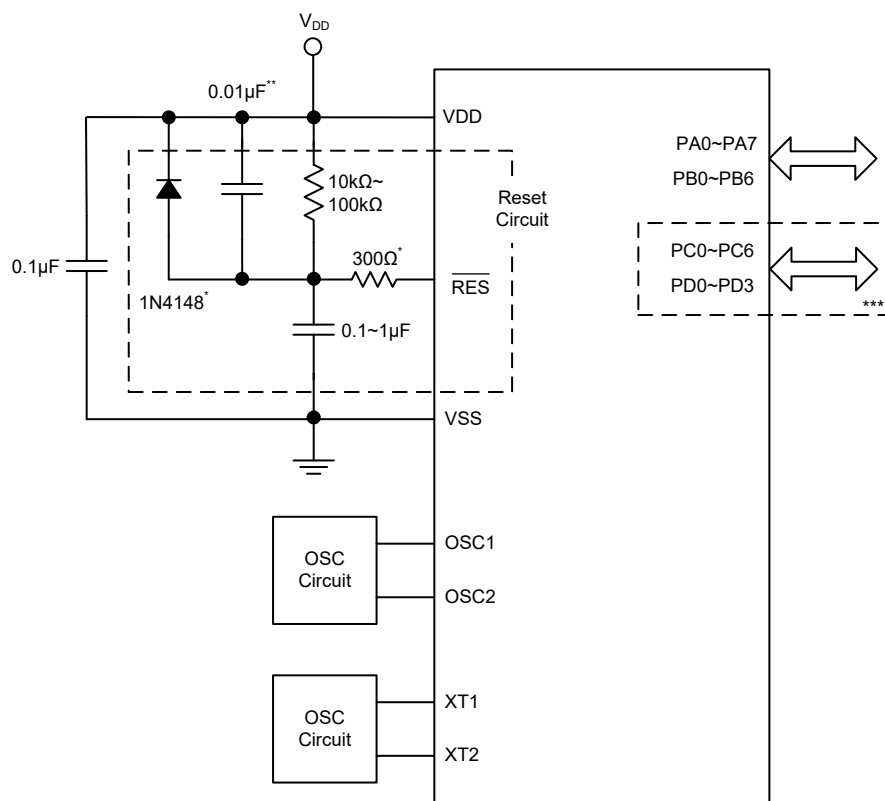 V_DD
0.01µF**
VDD
PA0~PA7
PB0~PB6
10kΩ~
100kΩ
Reset
Circuit
PC0~PC6
PD0~PD3
***
0.1µF
300Ω*
1N4148*
RES
0.1~1µF
VSS
OSC
Circuit
OSC1
OSC2
OSC
Circuit
XT1
XT2